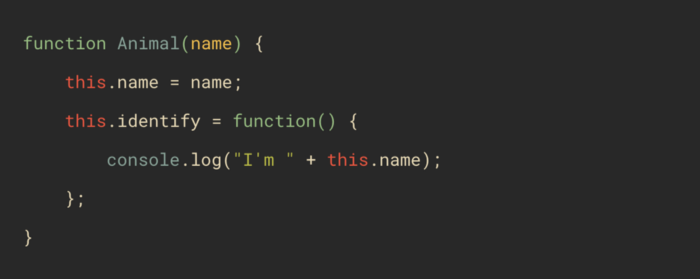 function Animal(name) {
    this.name = name;
    this.identify = function() {
        console.log("I'm " + this.name);
    };
}